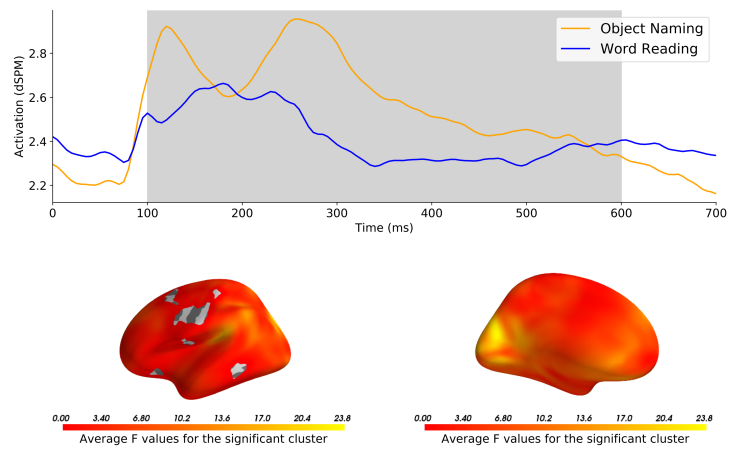 Object Naming
Word Reading
Activation (dSPM)
2.8
2.6
2.4
2.2
0 100 200 300 400 500 600 700
Time (ms)
0.00 3.40 6.80 10.2 13.6 17.0 20.4 23.8
Average F values for the significant cluster
0.00 3.40 6.80 10.2 13.6 17.0 20.4 23.8
Average F values for the significant cluster